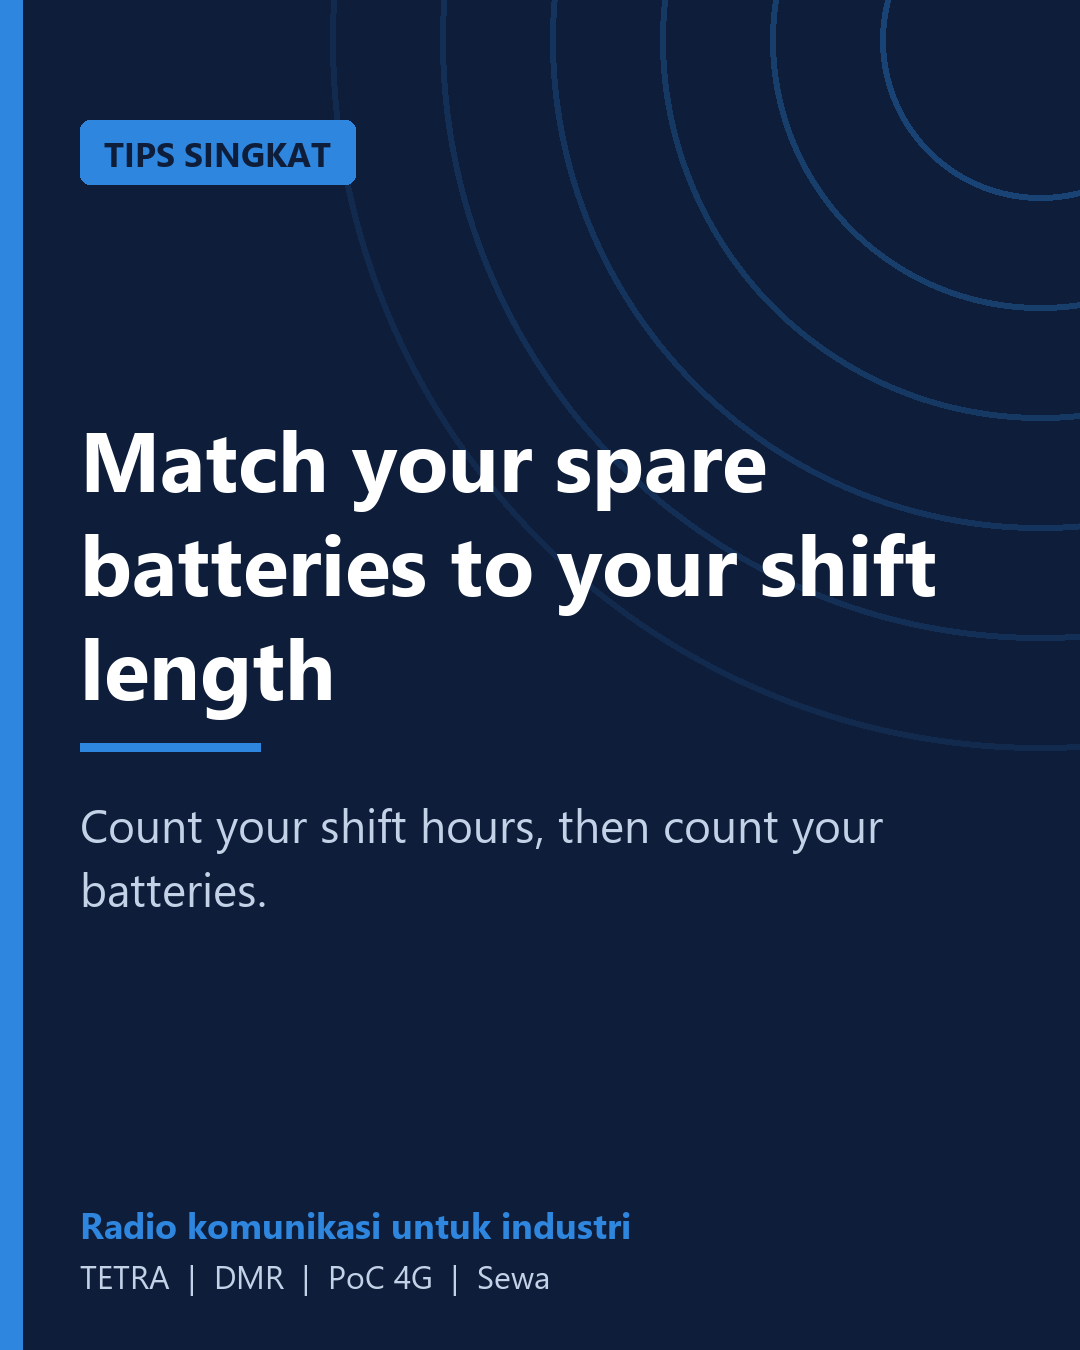 TIPS SINGKAT
Match your spare
batteries to your shift
length
Count your shift hours, then count your
batteries.
Radio komunikasi untuk industri
TETRA | DMR | PoC 4G | Sewa